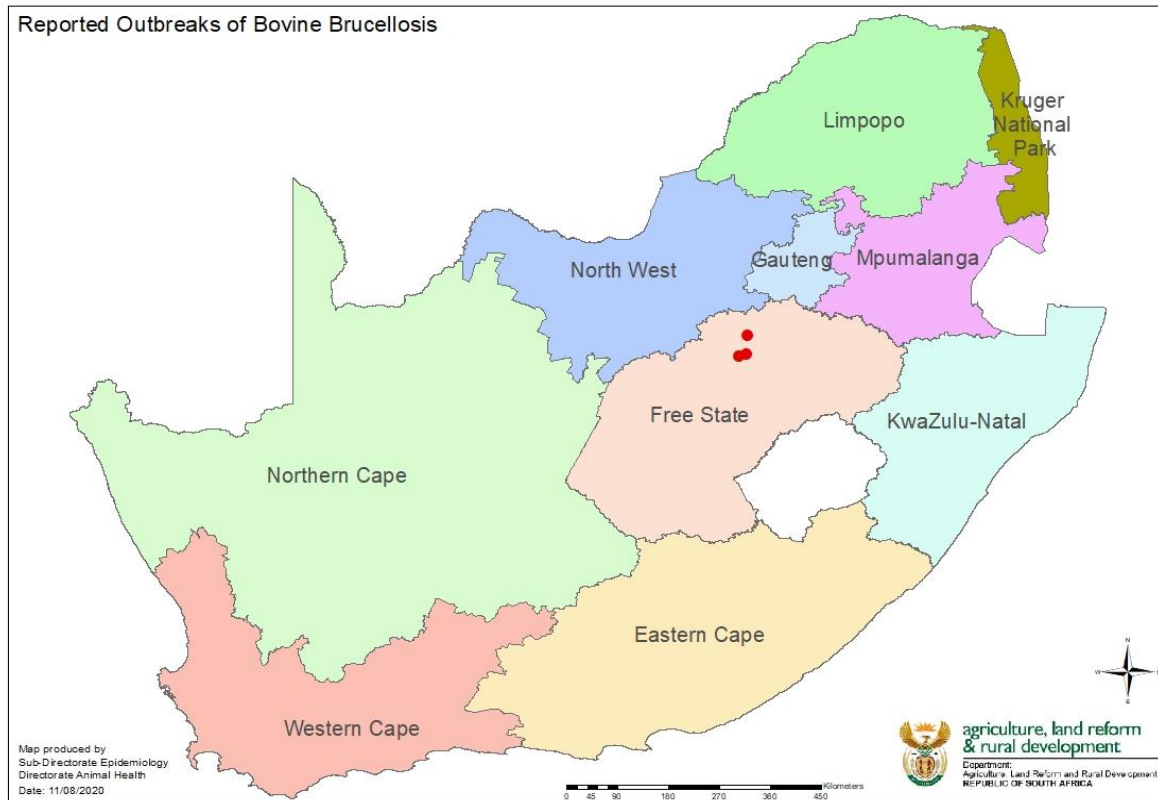 Reported Outbreaks of Bovine Brucellosis
Limpopo
Kruger
National
Park
North West
Gauteng
Mpumalanga
Free State
KwaZulu-Natal
Northern Cape
Eastern Cape
Western Cape
N
W
S
Map produced by
Sub-Directorate Epidemiology
Directorate Animal Health
Date: 11/08/2020
Kilometers
0 45 90 180 270 360 450
agriculture, land reform
& rural development
Department:
Agriculture, Land Reform and Rural Development
REPUBLIC OF SOUTH AFRICA